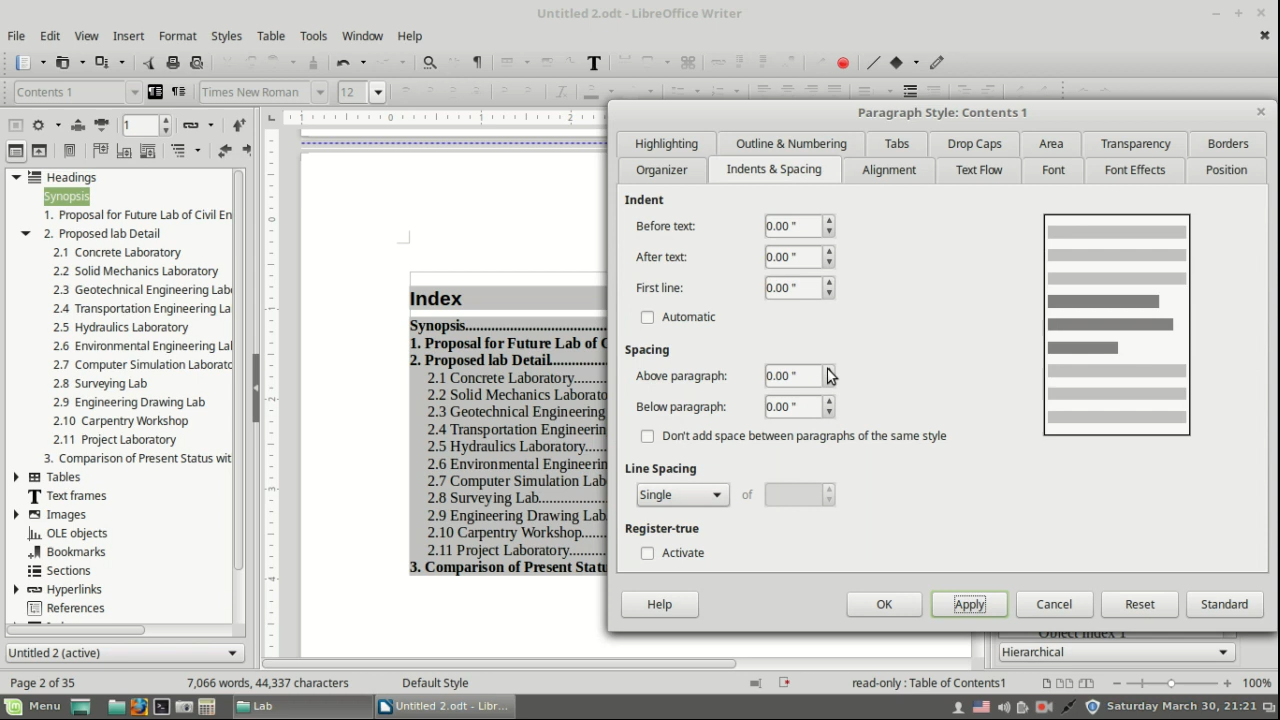 Untitled 2.odt - LibreOffice Writer
File Edit View Insert Format Styles Table Tools Window Help
Contents 1 Times New Roman 12
Paragraph Style: Contents 1
Highlighting Outline & Numbering Tabs Drop Caps Area Transparency Borders
Organizer Indents & Spacing Alignment Text Flow Font Font Effects Position
Indent
Before text: 0.00 "
After text: 0.00 "
First line: 0.00 "
Automatic
Spacing
Above paragraph: 0.00 "
Below paragraph: 0.00 "
Don't add space between paragraphs of the same style
Line Spacing
Single of
Register-true
Activate
Help OK Apply Cancel Reset Standard
1
Headings
Synopsis
1. Proposal for Future Lab of Civil En
2. Proposed lab Detail
2.1 Concrete Laboratory
2.2 Solid Mechanics Laboratory
2.3 Geotechnical Engineering Labo
2.4 Transportation Engineering La
2.5 Hydraulics Laboratory
2.6 Environmental Engineering Lal
2.7 Computer Simulation Laborato
2.8 Surveying Lab
2.9 Engineering Drawing Lab
2.10 Carpentry Workshop
2.11 Project Laboratory
3. Comparison of Present Status wit
Tables
Text frames
Images
OLE objects
Bookmarks
Sections
Hyperlinks
References
Untitled 2 (active)
1 0 1 2
0
1
2
3
4
Index
Synopsis........................................
1. Proposal for Future Lab of C
2. Proposed lab Detail...............
2.1 Concrete Laboratory.........
2.2 Solid Mechanics Laborato
2.3 Geotechnical Engineering
2.4 Transportation Engineering
2.5 Hydraulics Laboratory.......
2.6 Environmental Engineerin
2.7 Computer Simulation Lab
2.8 Surveying Lab...................
2.9 Engineering Drawing Lab
2.10 Carpentry Workshop.......
2.11 Project Laboratory..........
3. Comparison of Present Statu
Object Index 1
Hierarchical
Page 2 of 35 7,066 words, 44,337 characters Default Style read-only : Table of Contents1 100%
Menu Lab Untitled 2.odt - Libr... Saturday March 30, 21:21